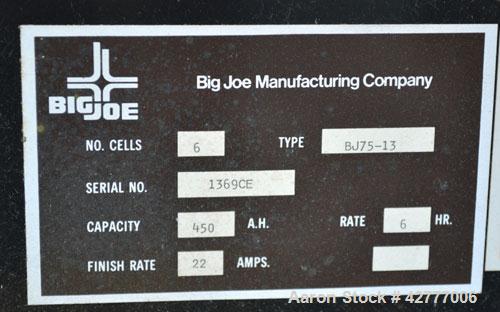 BIG JOE
Big Joe Manufacturing Company
NO. CELLS 6 TYPE BJ75-13
SERIAL NO. 1369CE
CAPACITY 450 A.H. RATE 6 HR.
FINISH RATE 22 AMPS.
Aaron Stock # 42777006